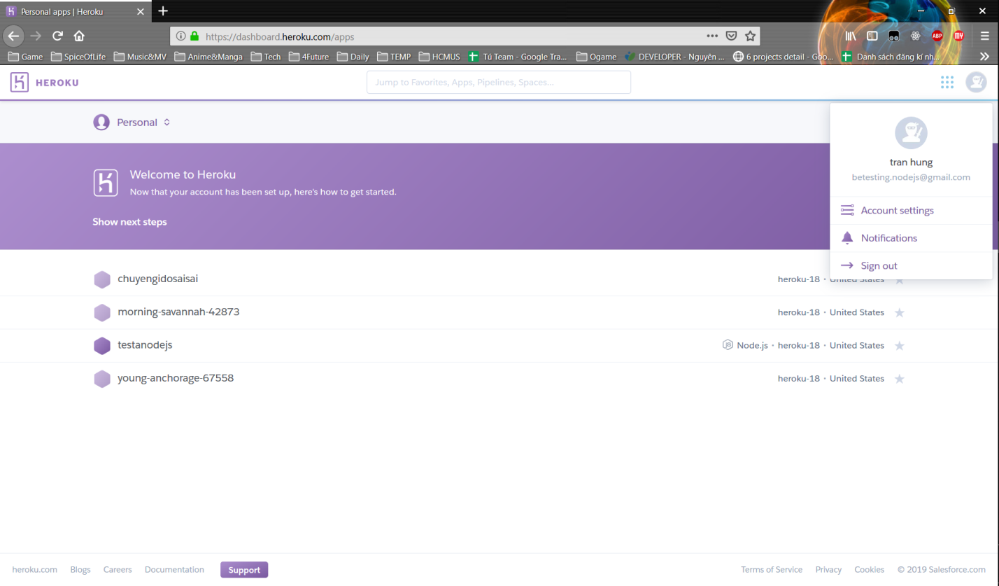 Personal apps | Heroku
https://dashboard.heroku.com/apps
ABP
MY
Game SpiceOfLife Music&MV Anime&Manga Tech 4Future Daily TEMP HCMUS Tú Team - Google Tra... Ogame DEVELOPER - Nguyên ... 6 projects detail - Goo... Danh sách đăng kí nh...
HEROKU
Jump to Favorites, Apps, Pipelines, Spaces...
Personal
tran hung
betesting.nodejs@gmail.com
Account settings
Notifications
Sign out
Welcome to Heroku
Now that your account has been set up, here's how to get started.
Show next steps
chuyengidosaisai heroku-18 • United States
morning-savannah-42873 heroku-18 • United States
testanodejs JS Node.js • heroku-18 • United States
young-anchorage-67558 heroku-18 • United States
heroku.com Blogs Careers Documentation Support Terms of Service Privacy Cookies © 2019 Salesforce.com